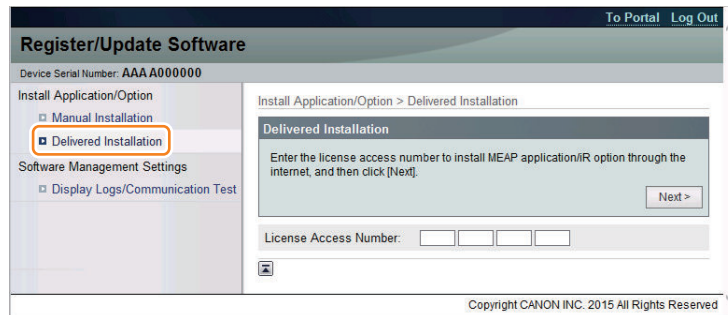 To Portal Log Out
Register/Update Software
Device Serial Number: AAA A000000
Install Application/Option
Manual Installation
Delivered Installation
Software Management Settings
Display Logs/Communication Test
Install Application/Option > Delivered Installation
Delivered Installation
Enter the license access number to install MEAP application/iR option through the
internet, and then click [Next].
Next >
License Access Number:
Copyright CANON INC. 2015 All Rights Reserved